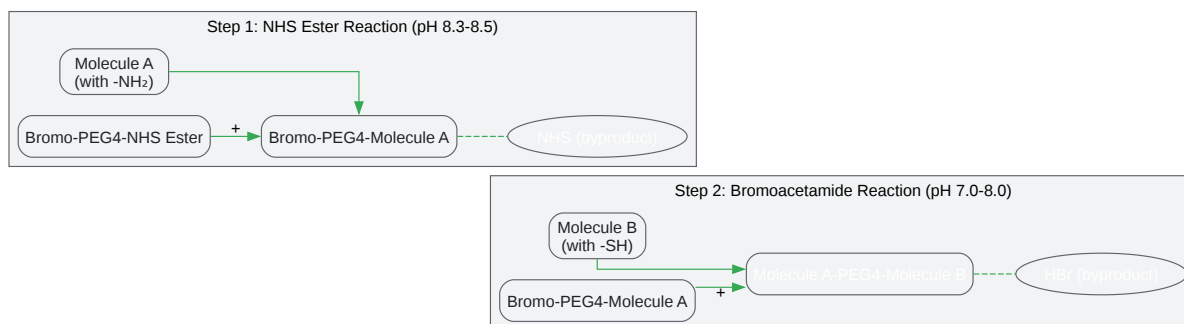 Step 1: NHS Ester Reaction (pH 8.3-8.5)
Molecule A
(with -NH₂)
Bromo-PEG4-NHS Ester
+
Bromo-PEG4-Molecule A
NHS (byproduct)
Step 2: Bromoacetamide Reaction (pH 7.0-8.0)
Molecule B
(with -SH)
Bromo-PEG4-Molecule A
+
Molecule A-PEG4-Molecule B
HBr (byproduct)